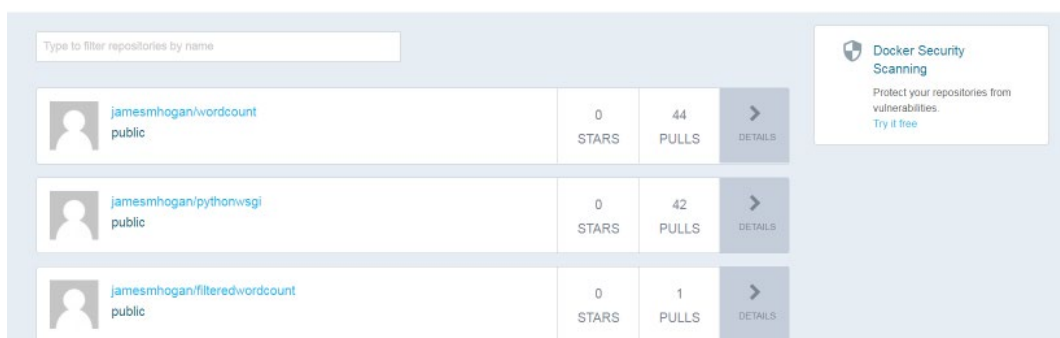 Type to filter repositories by name
jamesmhogan/wordcount
public
0
STARS
44
PULLS
DETAILS
jamesmhogan/pythonwsgi
public
0
STARS
42
PULLS
DETAILS
jamesmhogan/filteredwordcount
public
0
STARS
1
PULLS
DETAILS
Docker Security
Scanning
Protect your repositories from
vulnerabilities.
Try it free